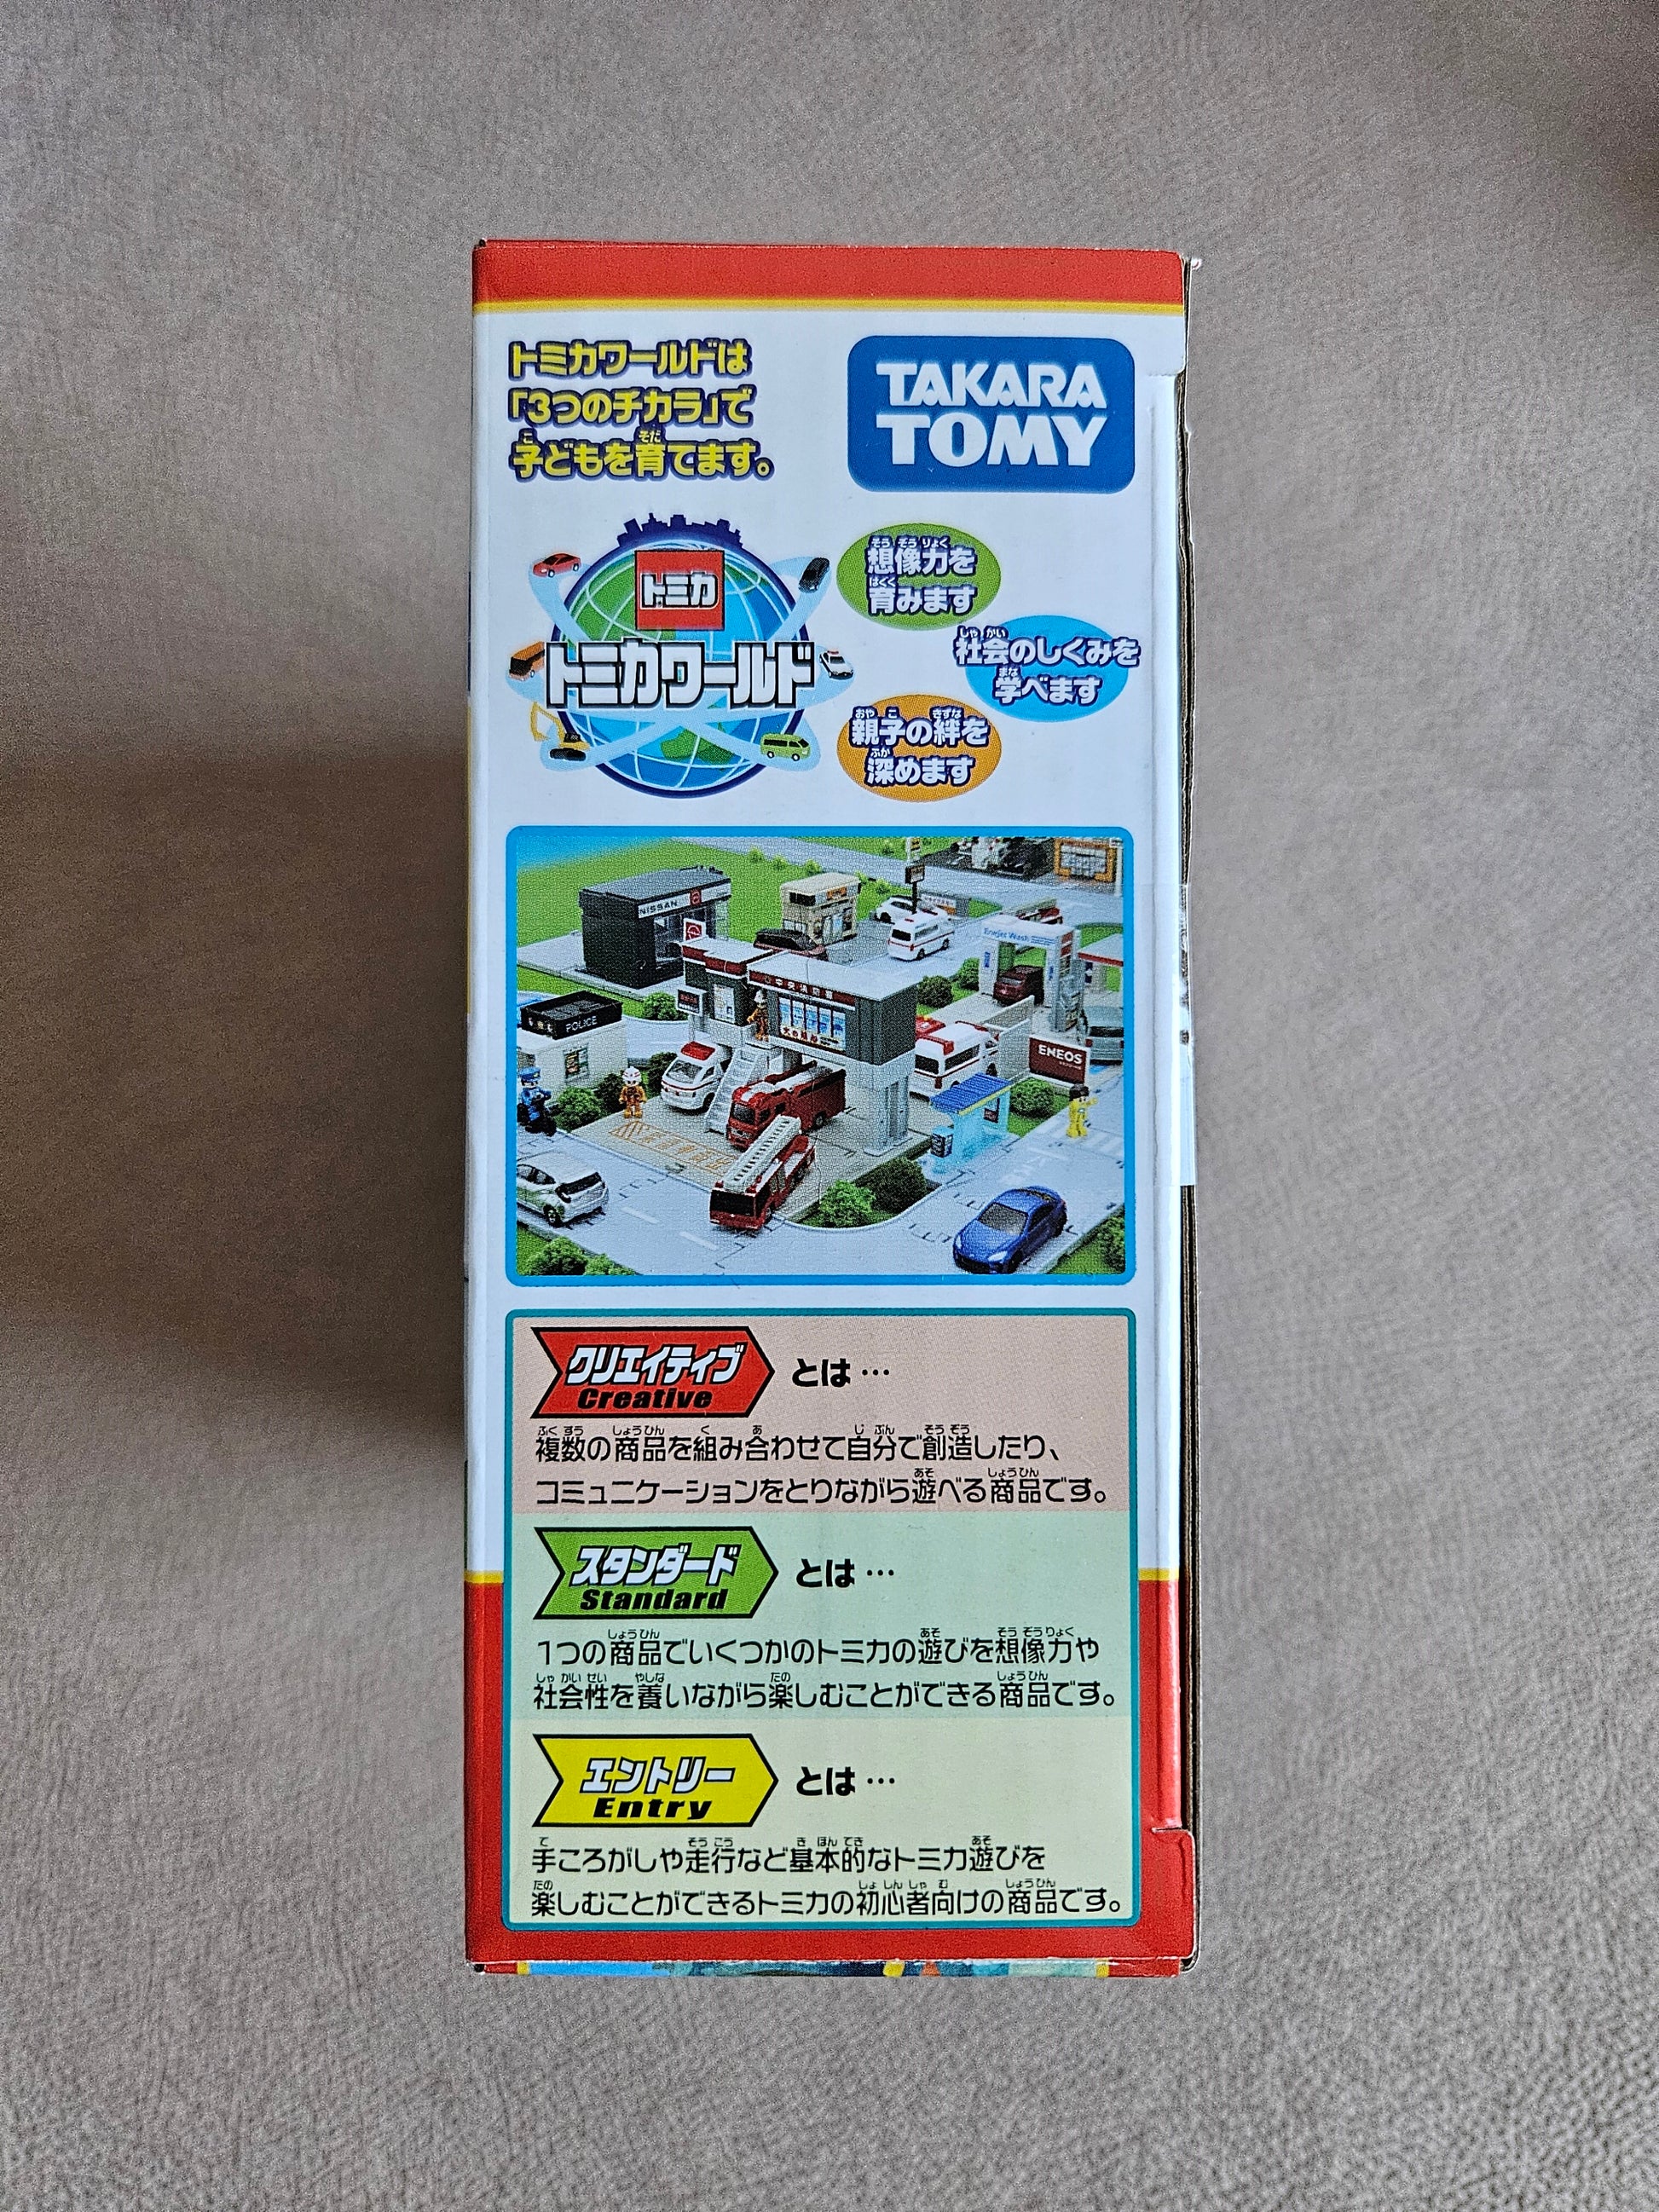 トミカワールドは
「3つのチカラ」で
子どもを育てます。
TAKARA
TOMY
トミカ
トミカワールド
想像力を
育みます
社会のしくみを
学べます
親子の絆を
深めます
NISSAN
POLICE
中央消防署
Enejet Wash
ENEOS
クリエイティブ
Creative
とは…
複数の商品を組み合わせて自分で創造したり、
コミュニケーションをとりながら遊べる商品です。
スタンダード
Standard
とは…
1つの商品でいくつかのトミカの遊びを想像力や
社会性を養いながら楽しむことができる商品です。
エントリー
Entry
とは…
手ころがしや走行など基本的なトミカ遊びを
楽しむことができるトミカの初心者向けの商品です。